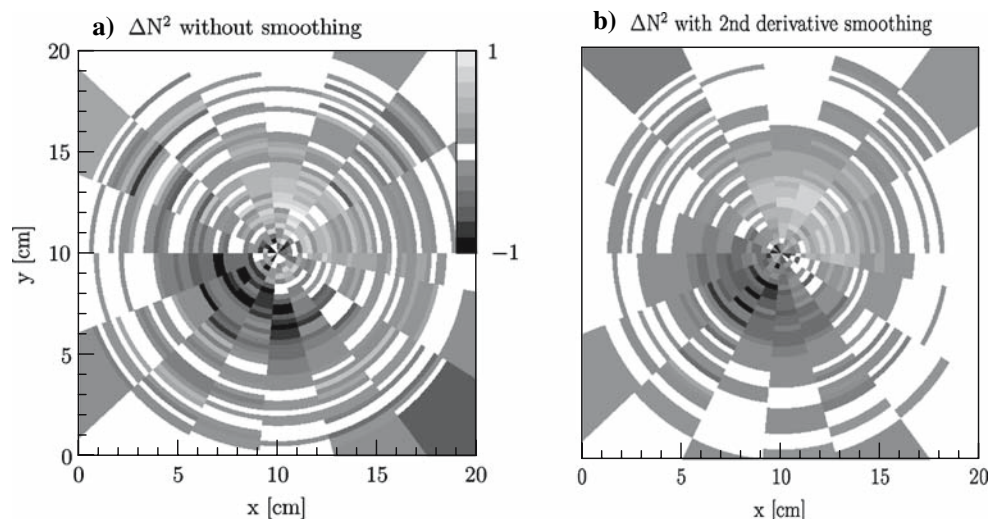 a) ΔN² without smoothing
b) ΔN² with 2nd derivative smoothing
20
15
10
5
0
y [cm]
1
−1
0 5 10 15 20
x [cm]
0 5 10 15 20
x [cm]